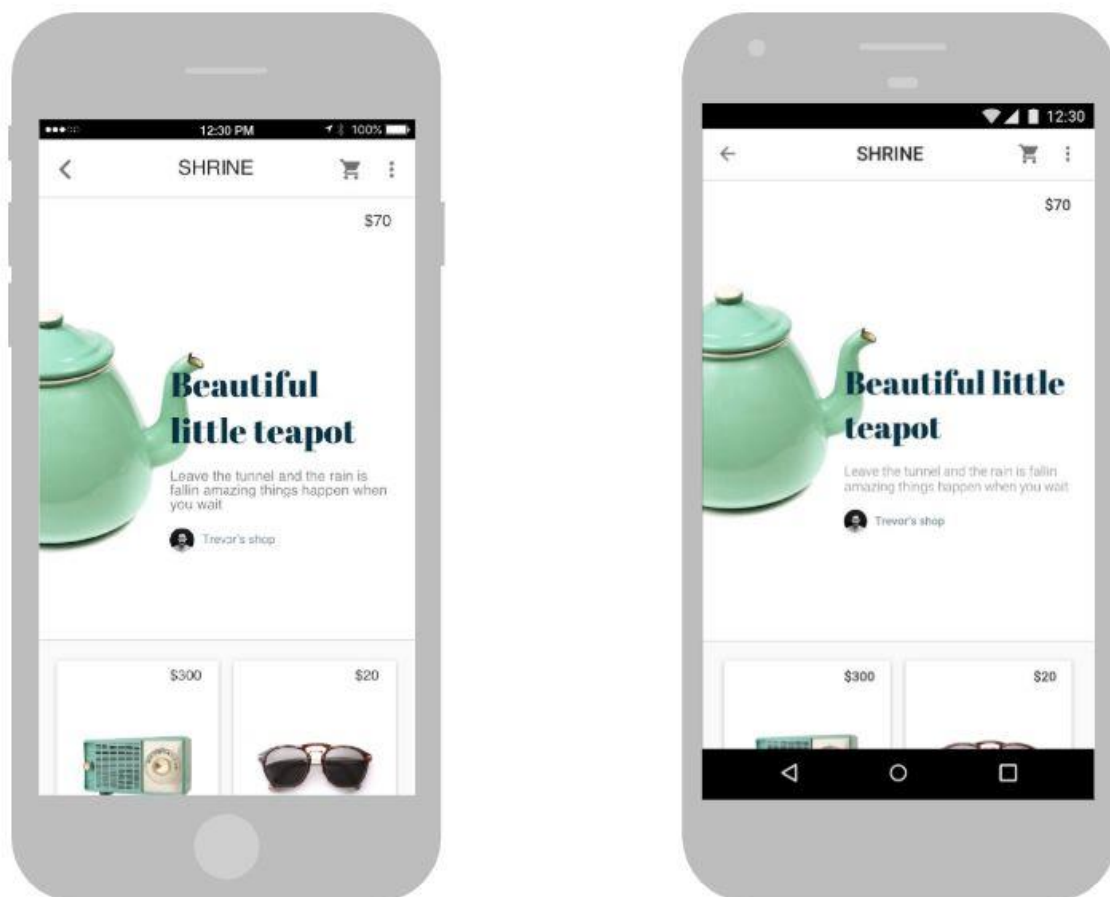 12:30 PM
100%
SHRINE
$70
Beautiful
little teapot
Leave the tunnel and the rain is
fallin amazing things happen when
you wait
Trevor's shop
$300
$20
12:30
SHRINE
$70
Beautiful little
teapot
Leave the tunnel and the rain is fallin
amazing things happen when you wait
Trevor's shop
$300
$20